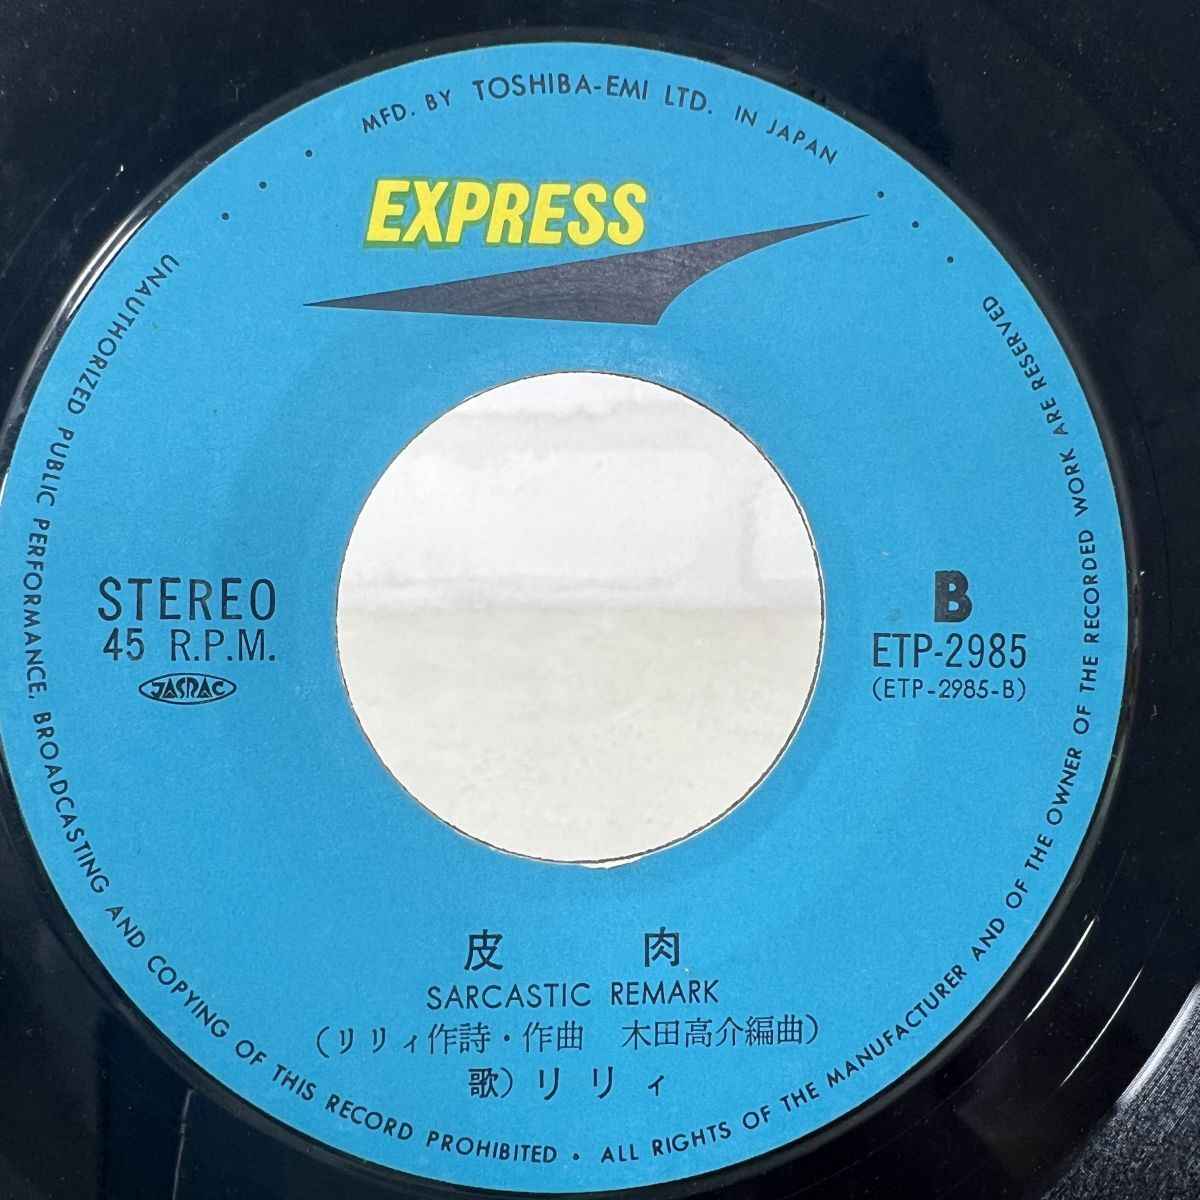 MFD. BY TOSHIBA-EMI LTD. IN JAPAN
EXPRESS
STEREO
45 R.P.M.
JASRAC
B
ETP-2985
(ETP-2985-B)
皮 肉
SARCASTIC REMARK
(リリィ作詩・作曲 木田高介編曲)
歌)リリィ
UNAUTHORIZED PUBLIC PERFORMANCE, BROADCASTING AND COPYING OF THIS RECORD PROHIBITED • ALL RIGHTS OF THE MANUFACTURER AND OF THE OWNER OF THE RECORDED WORK ARE RESERVED